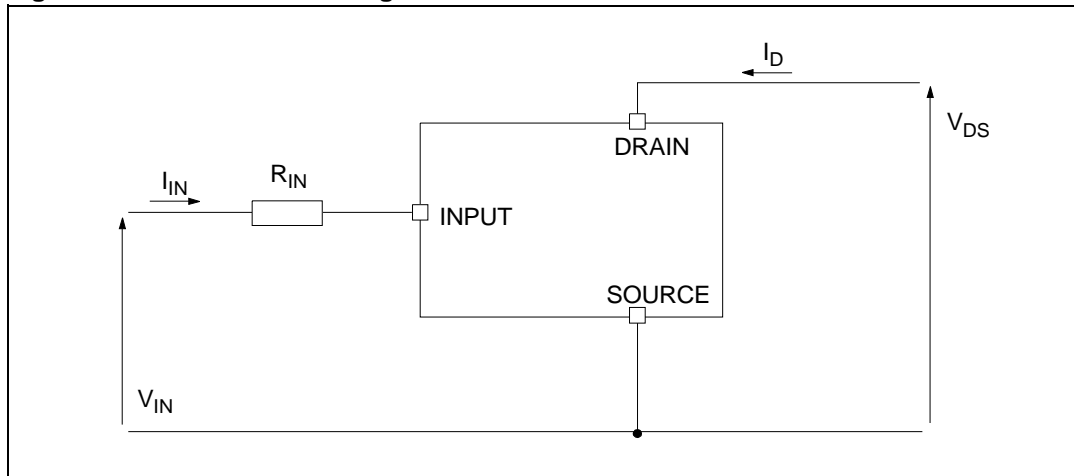 I_D
DRAIN
V_DS
I_IN
R_IN
INPUT
SOURCE
V_IN